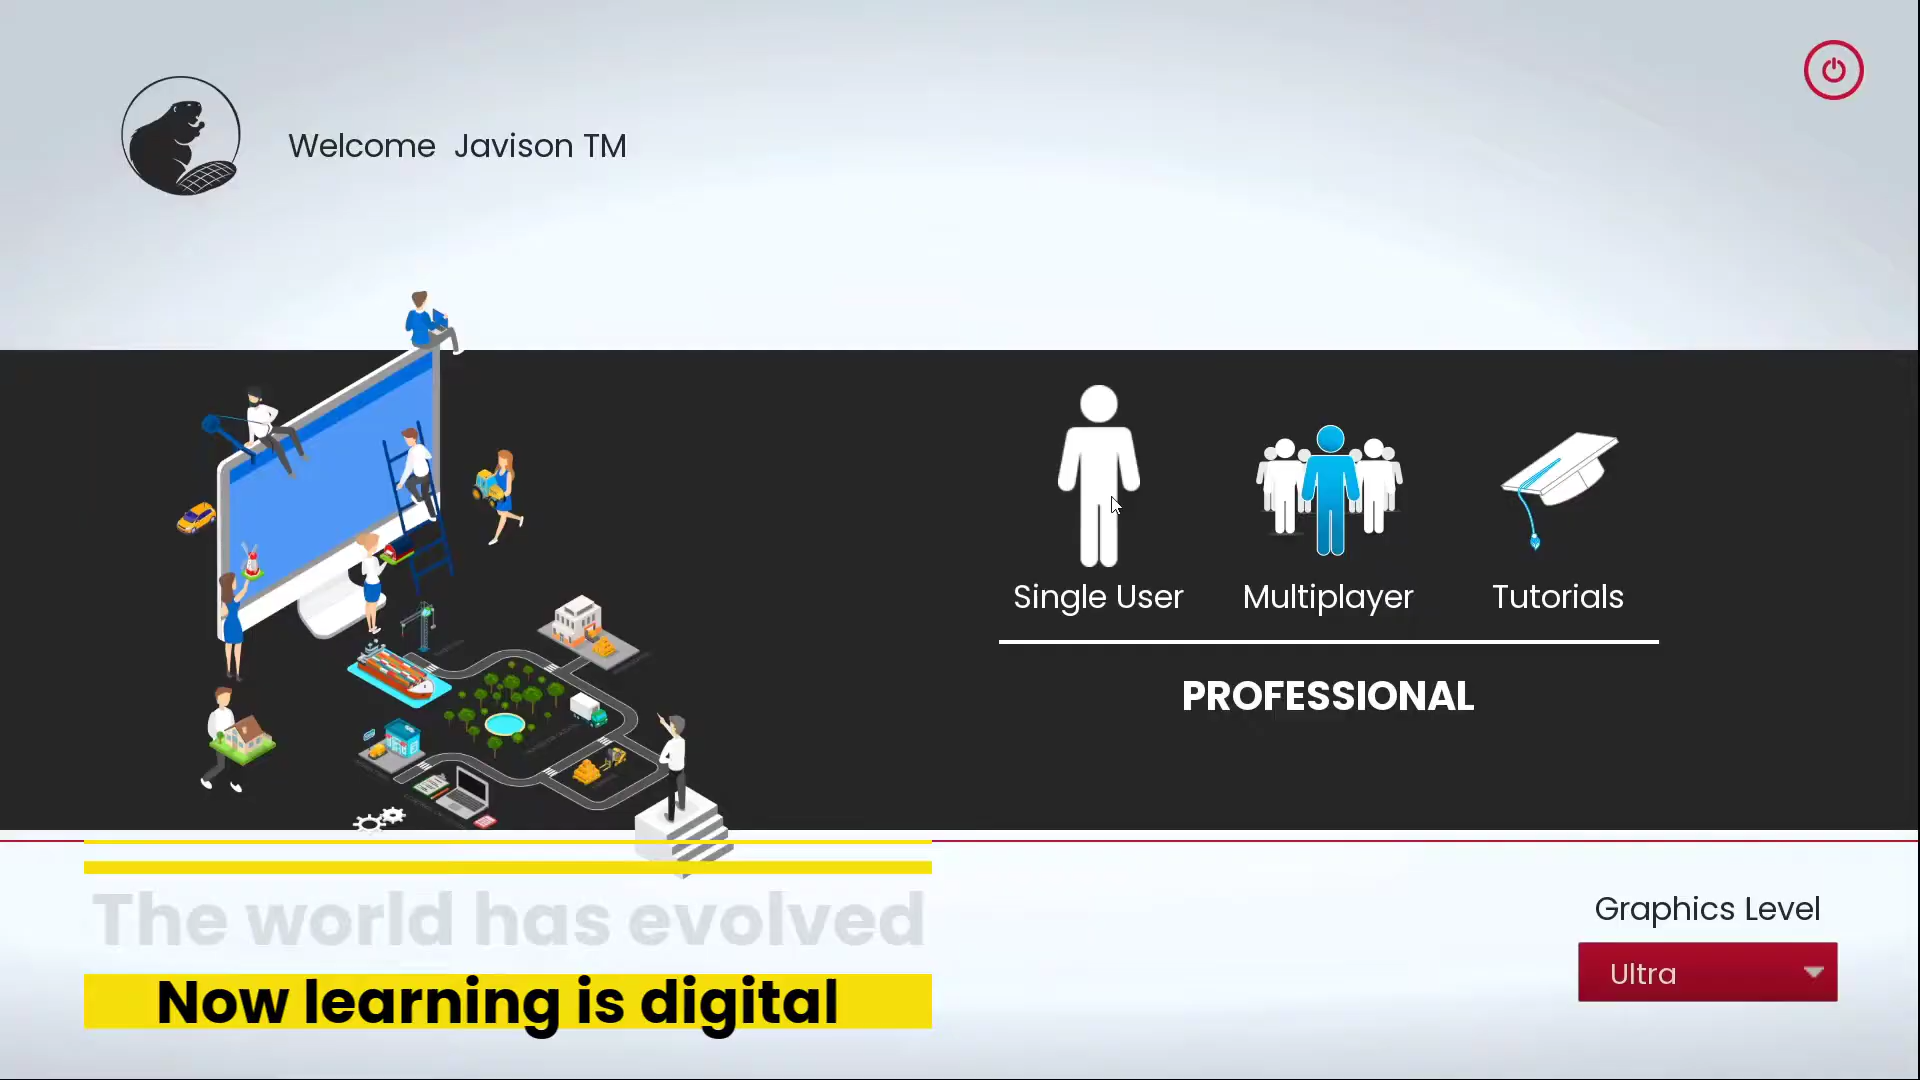 Welcome Javison TM
Single User
Multiplayer
Tutorials
PROFESSIONAL
The world has evolved
Now learning is digital
Graphics Level
Ultra